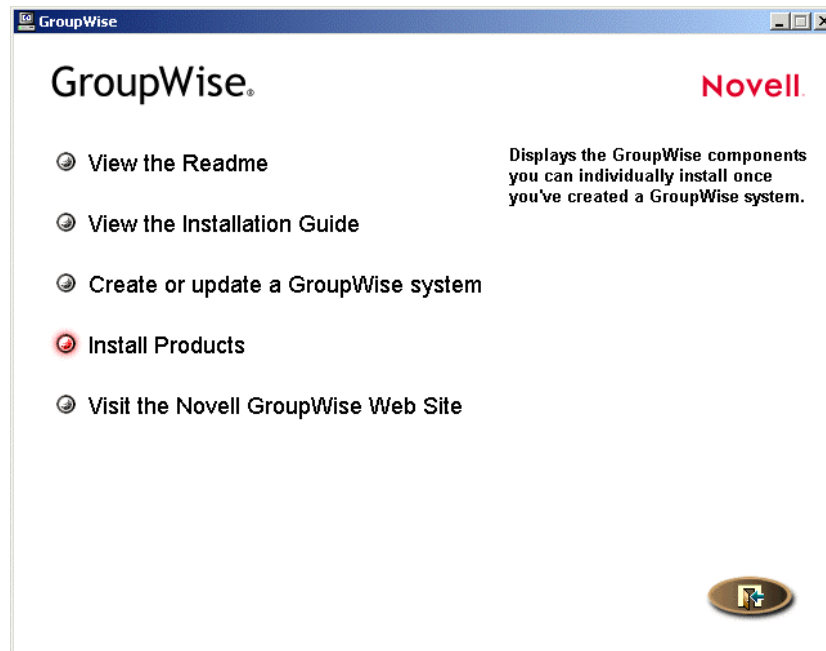 GroupWise
GroupWise®
Novell.
View the Readme
Displays the GroupWise components
you can individually install once
you've created a GroupWise system.
View the Installation Guide
Create or update a GroupWise system
Install Products
Visit the Novell GroupWise Web Site